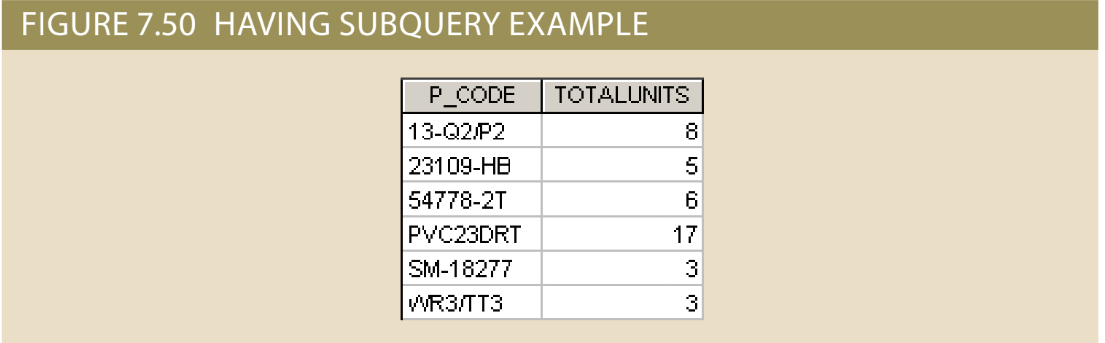 FIGURE 7.50 HAVING SUBQUERY EXAMPLE
P_CODE TOTALUNITS
13-Q2/P2 8
23109-HB 5
54778-2T 6
PVC23DRT 17
SM-18277 3
WR3/TT3 3